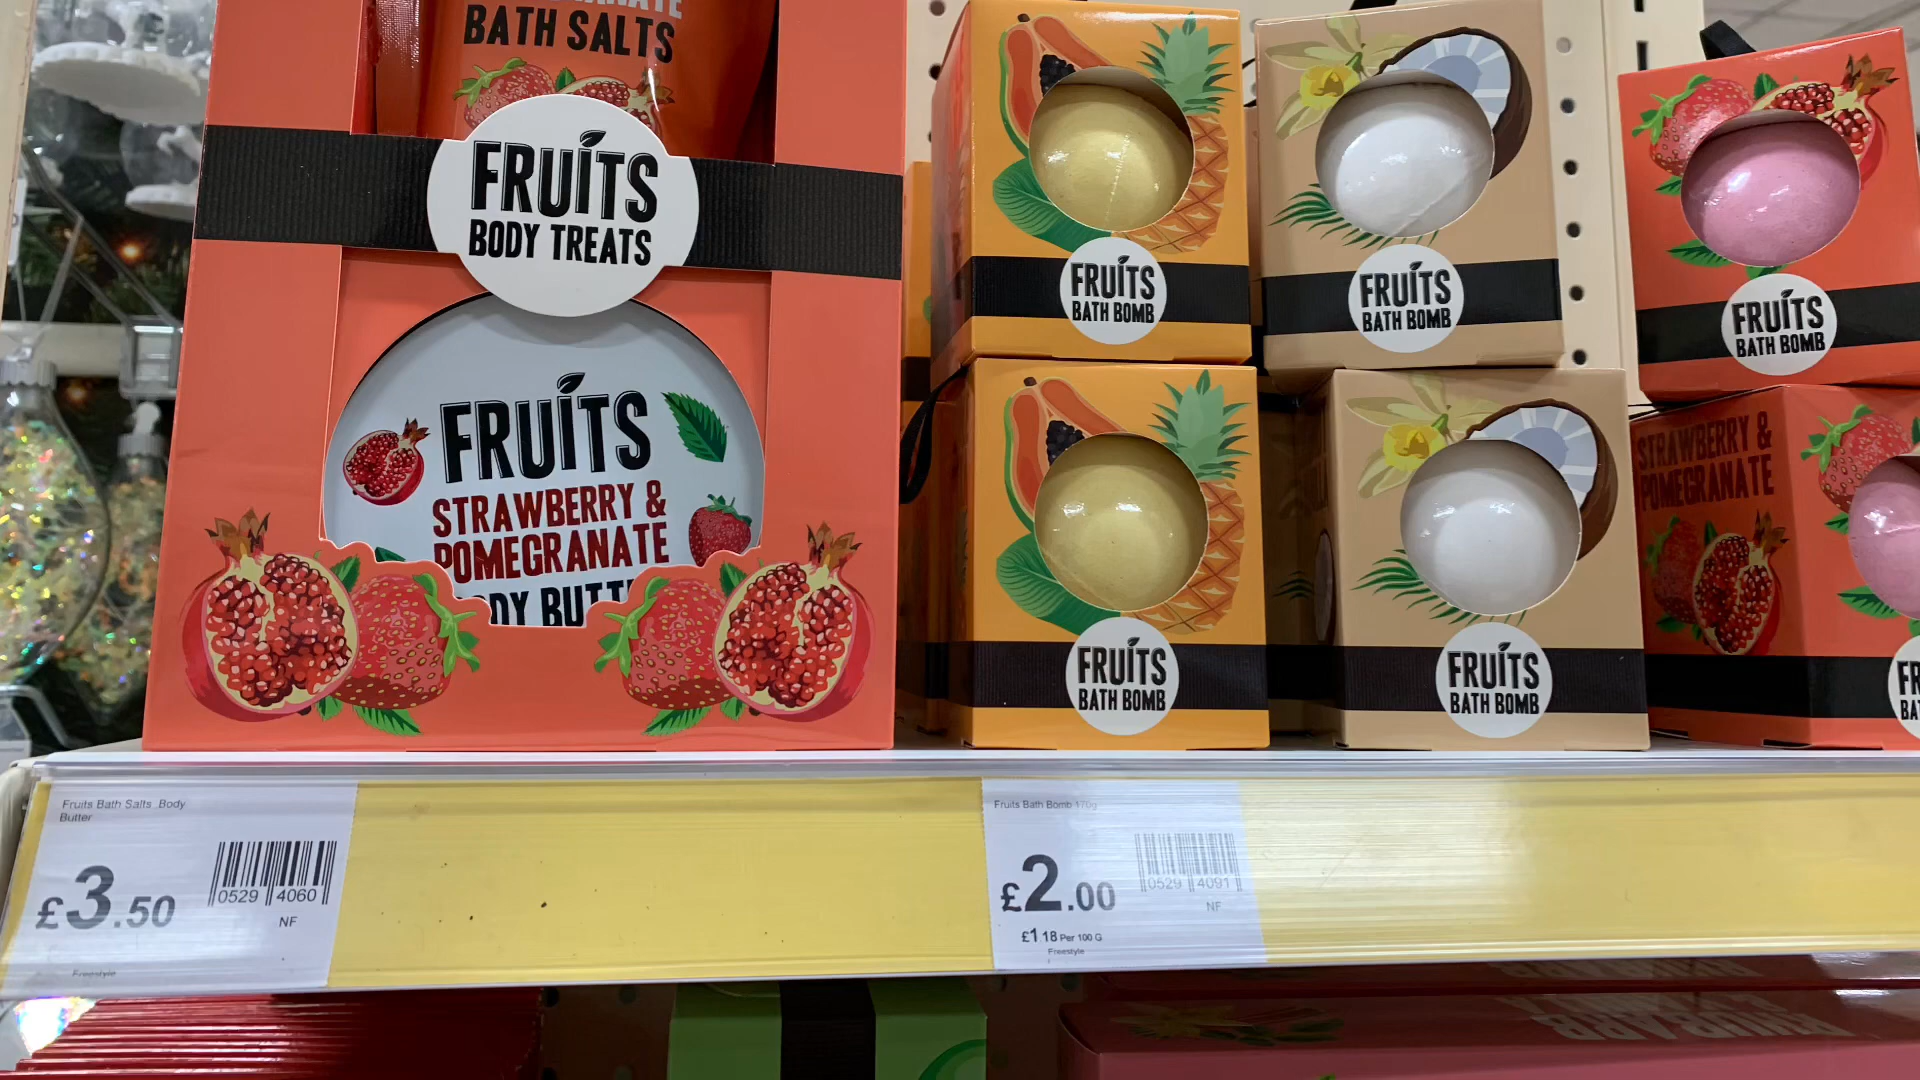 BATH SALTS
FRUITS
BODY TREATS
FRUITS
STRAWBERRY &
POMEGRANATE
FRUITS
BATH BOMB
FRUITS
BATH BOMB
FRUITS
BATH BOMB
FRUITS
BATH BOMB
FRUITS
BATH BOMB
STRAWBERRY &
POMEGRANATE
Fruits Bath Salts Body
Butter
£3.50
0529 4060
NF
Freestyle
Fruits Bath Bomb 170g
£2.00
0529 4091
NF
£1.18 Per 100 G
Freestyle